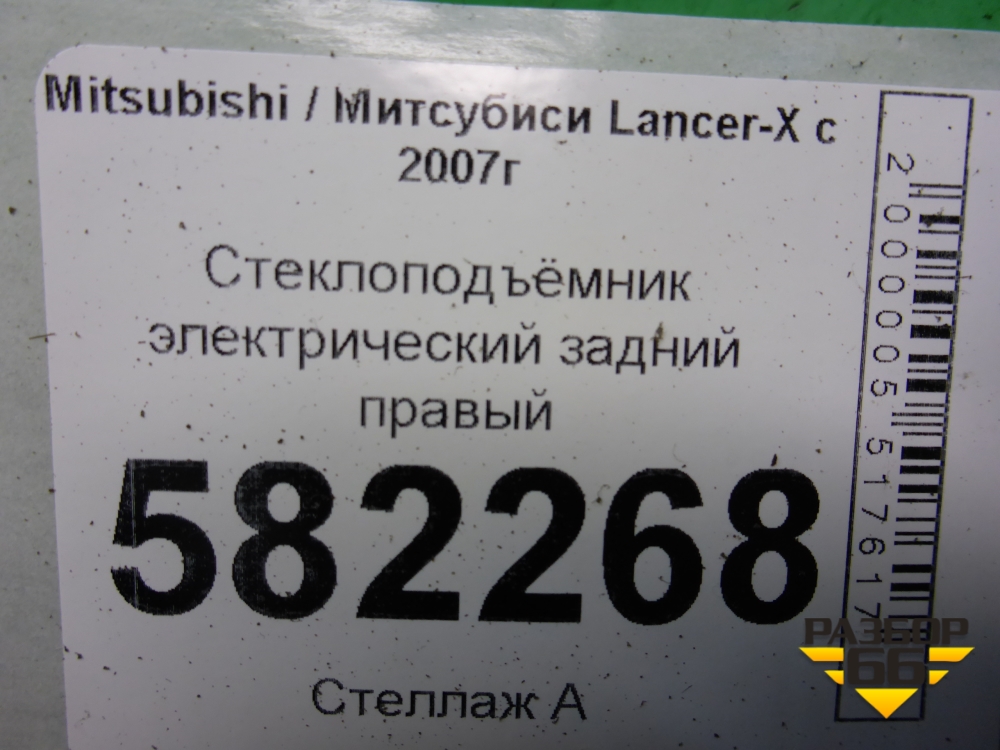 Mitsubishi / Митсубиси Lancer-X с
2007г
Стеклоподъёмник
электрический задний
правый
582268
Стеллаж А
2000005517617
РАЗБОР
66